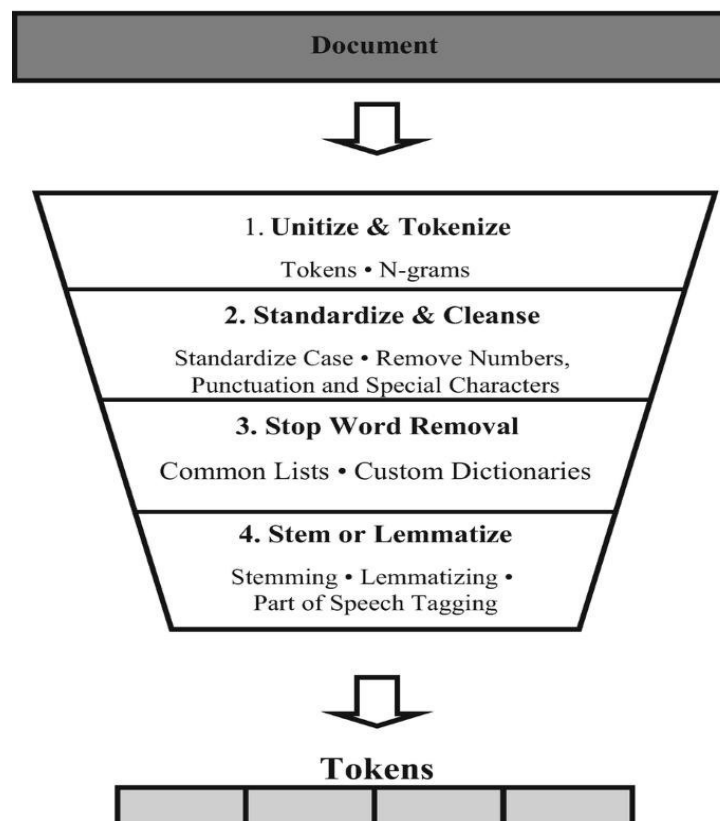 Document
1. Unitize & Tokenize
Tokens • N-grams
2. Standardize & Cleanse
Standardize Case • Remove Numbers,
Punctuation and Special Characters
3. Stop Word Removal
Common Lists • Custom Dictionaries
4. Stem or Lemmatize
Stemming • Lemmatizing •
Part of Speech Tagging
Tokens